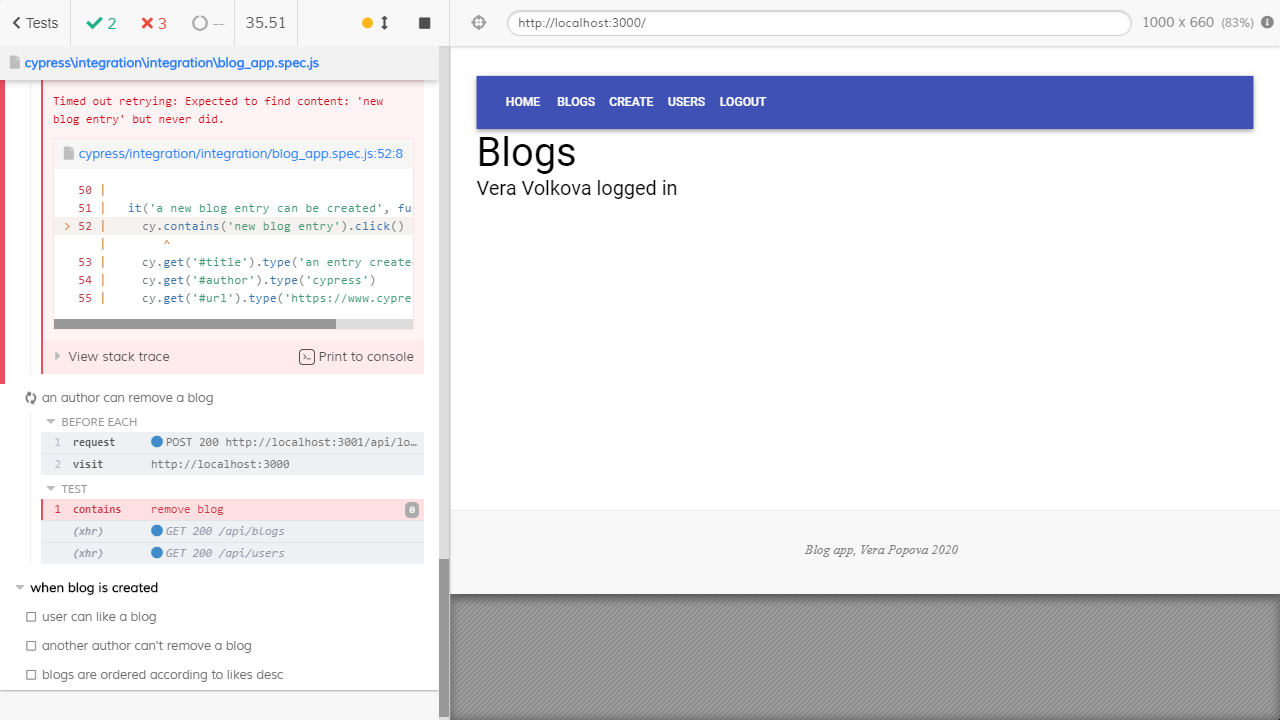 Tests
2
3
--
35.51
http://localhost:3000/
1000 x 660 (83%)
cypress\integration\integration\blog_app.spec.js
Timed out retrying: Expected to find content: 'new
blog entry' but never did.
cypress/integration/integration/blog_app.spec.js:52:8
50 |
51 | it('a new blog entry can be created', fu
> 52 | cy.contains('new blog entry').click()
| ^
53 | cy.get('#title').type('an entry create
54 | cy.get('#author').type('cypress')
55 | cy.get('#url').type('https://www.cypre
View stack trace
Print to console
an author can remove a blog
BEFORE EACH
1 request POST 200 http://localhost:3001/api/lo…
2 visit http://localhost:3000
TEST
1 contains remove blog 0
(xhr) GET 200 /api/blogs
(xhr) GET 200 /api/users
when blog is created
user can like a blog
another author can't remove a blog
blogs are ordered according to likes desc
HOME BLOGS CREATE USERS LOGOUT
Blogs
Vera Volkova logged in
Blog app, Vera Popova 2020